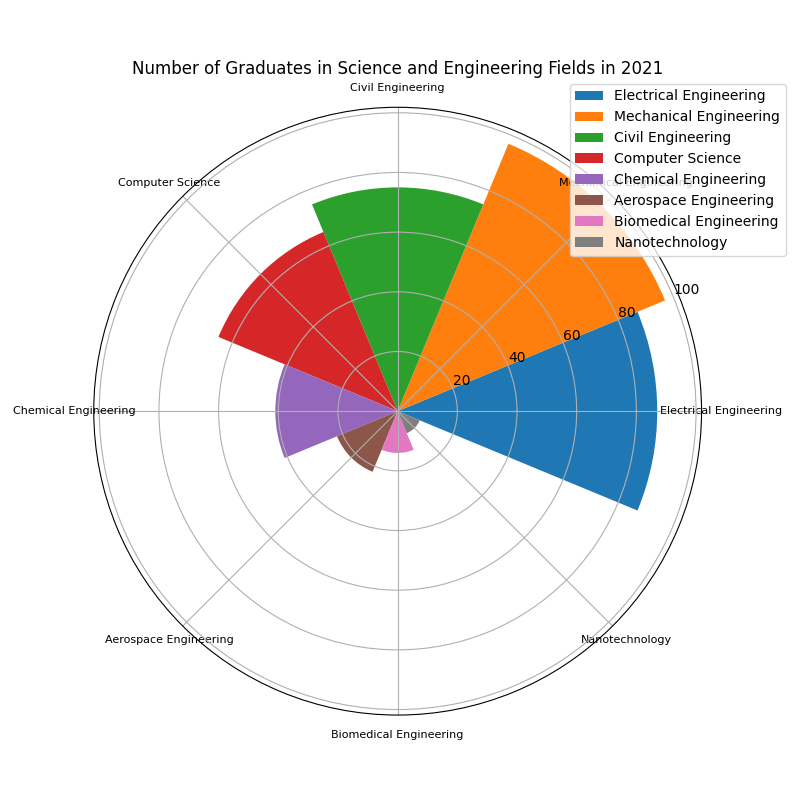 Number of Graduates in Science and Engineering Fields in 2021
Civil Engineering
Electrical Engineering
Mechanical Engineering
Civil Engineering
Computer Science
Chemical Engineering
Aerospace Engineering
Biomedical Engineering
Nanotechnology
Computer Science
Mechanical Engineering
100
80
60
40
20
Chemical Engineering
Electrical Engineering
Aerospace Engineering
Nanotechnology
Biomedical Engineering